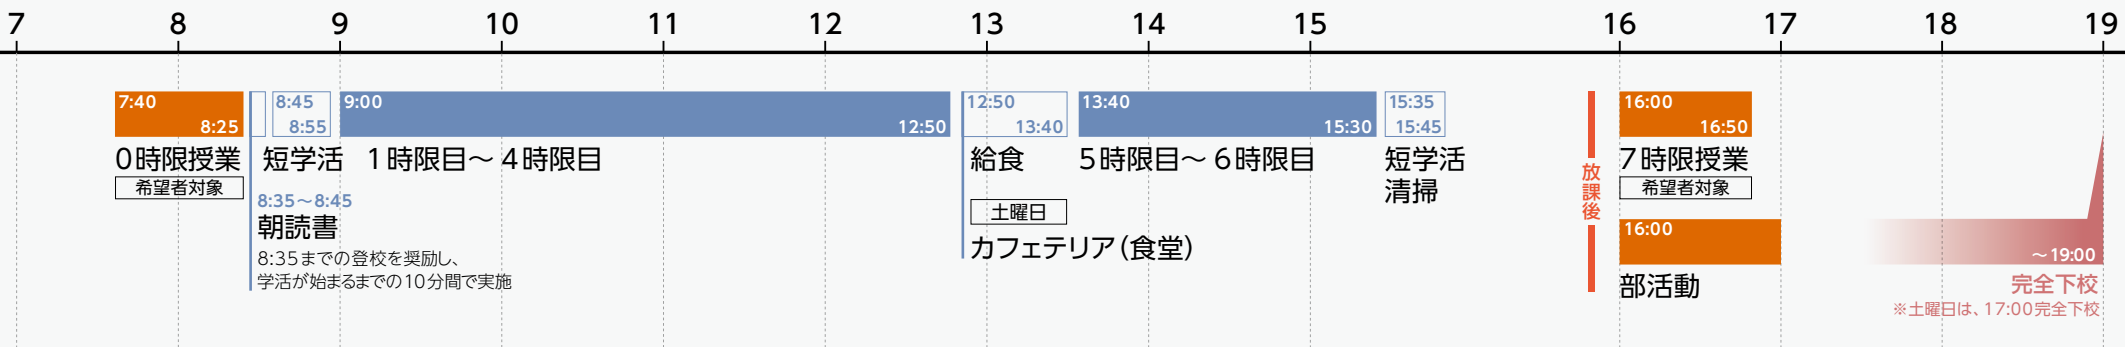 7 8 9 10 11 12 13 14 15 16 17 18 19
7:40
8:25
0時限授業
希望者対象
8:45
8:55
短学活
8:35～8:45
朝読書
8:35までの登校を奨励し、
学活が始まるまでの10分間で実施
9:00
12:50
1時限目～4時限目
12:50
13:40
給食
土曜日
カフェテリア（食堂）
13:40
15:30
5時限目～6時限目
15:35
15:45
短学活
清掃
放課後
16:00
16:50
7時限授業
希望者対象
16:00
部活動
～19:00
完全下校
※土曜日は、17:00完全下校